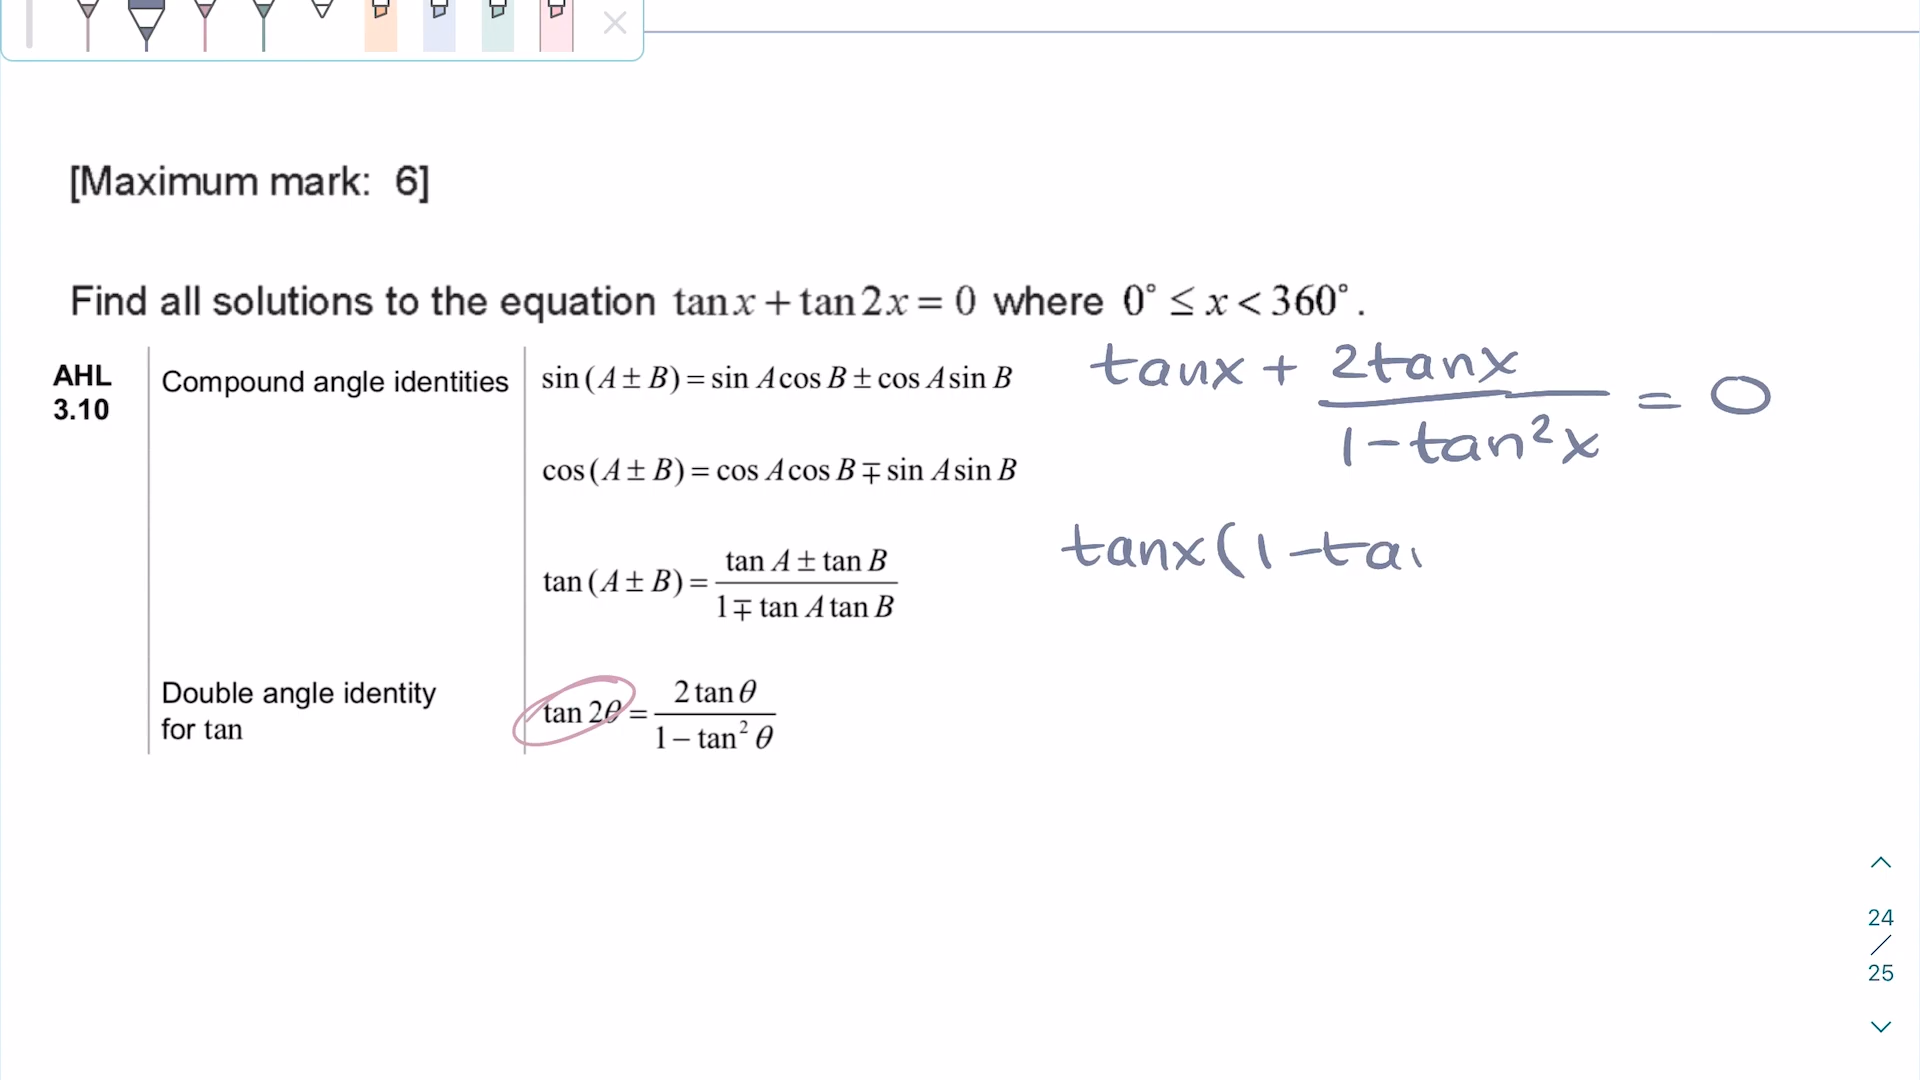 [Maximum mark: 6]
Find all solutions to the equation tan x + tan 2x = 0 where 0° ≤ x < 360°.
AHL 3.10
Compound angle identities
sin (A ± B) = sin A cos B ± cos A sin B
cos (A ± B) = cos A cos B ∓ sin A sin B
tan (A ± B) = (tan A ± tan B) / (1 ∓ tan A tan B)
Double angle identity
for tan
tan 2θ = 2 tan θ / (1 − tan² θ)
tanx + 2tanx / (1 - tan²x) = 0
tanx(1 - ta
24
/
25